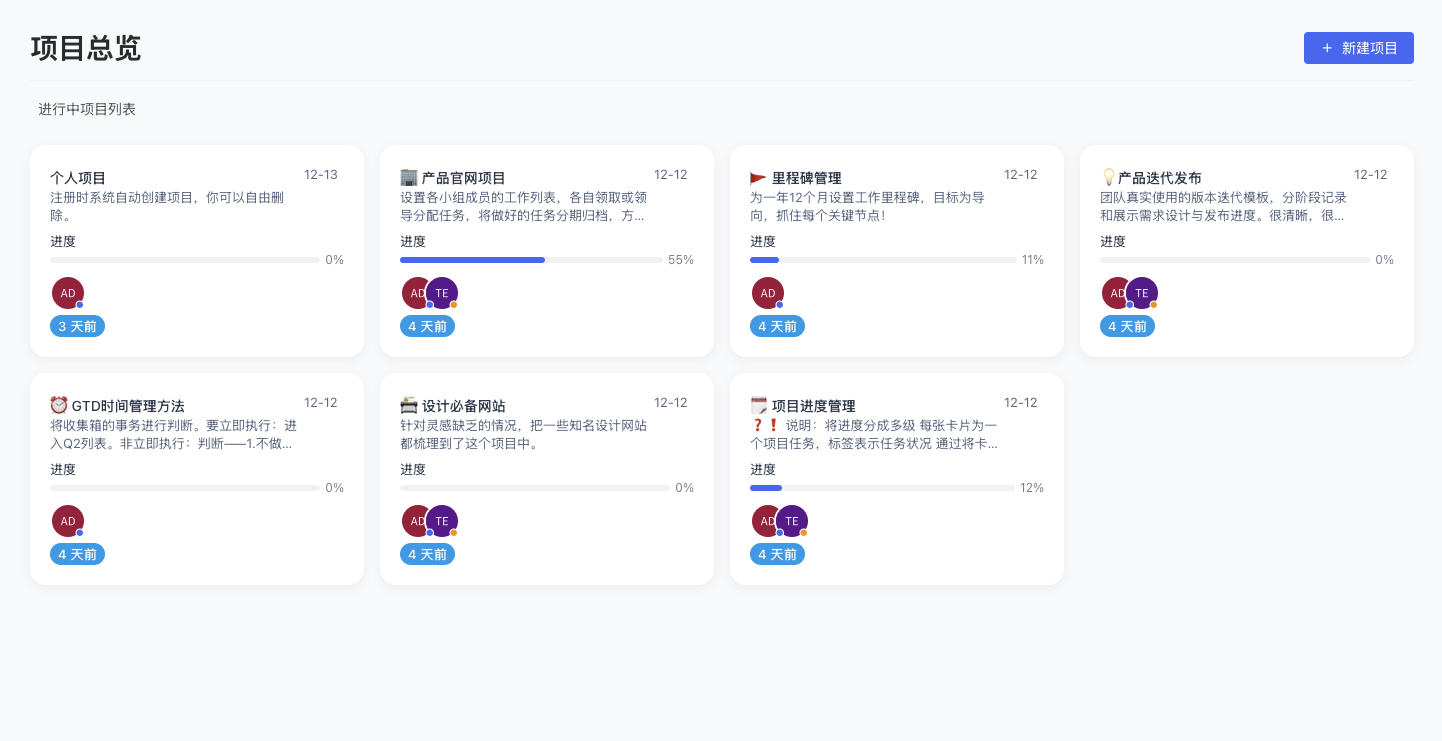 项目总览
+ 新建项目
进行中项目列表
个人项目 12-13
注册时系统自动创建项目，你可以自由删
除。
进度
0%
AD
3 天前
🏢 产品官网项目 12-12
设置各小组成员的工作列表，各自领取或领
导分配任务，将做好的任务分期归档，方...
进度
55%
AD TE
4 天前
🚩 里程碑管理 12-12
为一年12个月设置工作里程碑，目标为导
向，抓住每个关键节点！
进度
11%
AD
4 天前
💡产品迭代发布 12-12
团队真实使用的版本迭代模板，分阶段记录
和展示需求设计与发布进度。很清晰，很...
进度
0%
AD TE
4 天前
⏰ GTD时间管理方法 12-12
将收集箱的事务进行判断。要立即执行：进
入Q2列表。非立即执行：判断——1.不做...
进度
0%
AD
4 天前
📻 设计必备网站 12-12
针对灵感缺乏的情况，把一些知名设计网站
都梳理到了这个项目中。
进度
0%
AD TE
4 天前
🗒 项目进度管理 12-12
❓❗ 说明：将进度分成多级 每张卡片为一
个项目任务，标签表示任务状况 通过将卡...
进度
12%
AD TE
4 天前